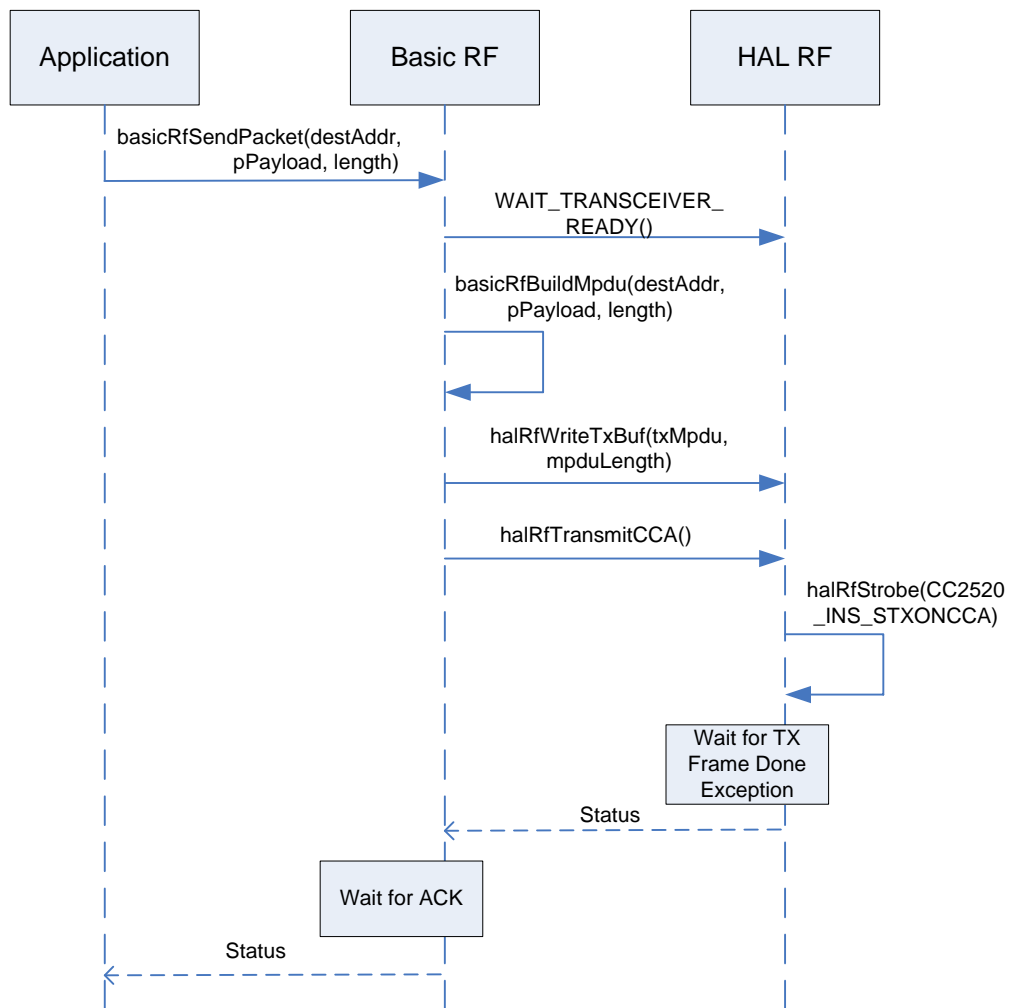 Application
Basic RF
HAL RF
basicRfSendPacket(destAddr,
pPayload, length)
WAIT_TRANSCEIVER_
READY()
basicRfBuildMpdu(destAddr,
pPayload, length)
halRfWriteTxBuf(txMpdu,
mpduLength)
halRfTransmitCCA()
halRfStrobe(CC2520
_INS_STXONCCA)
Wait for TX
Frame Done
Exception
Status
Wait for ACK
Status